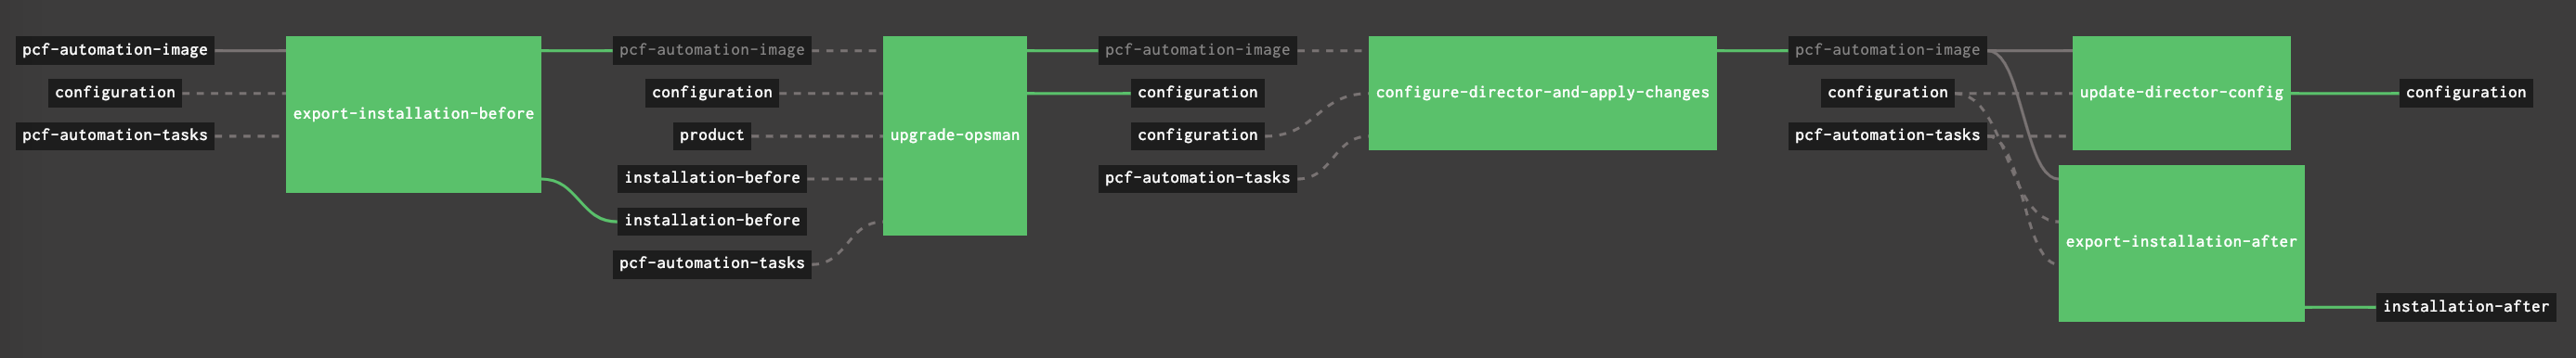 pcf-automation-image
configuration
pcf-automation-tasks
export-installation-before
pcf-automation-image
configuration
product
installation-before
installation-before
pcf-automation-tasks
upgrade-opsman
pcf-automation-image
configuration
configuration
pcf-automation-tasks
configure-director-and-apply-changes
pcf-automation-image
configuration
pcf-automation-tasks
update-director-config
export-installation-after
configuration
installation-after